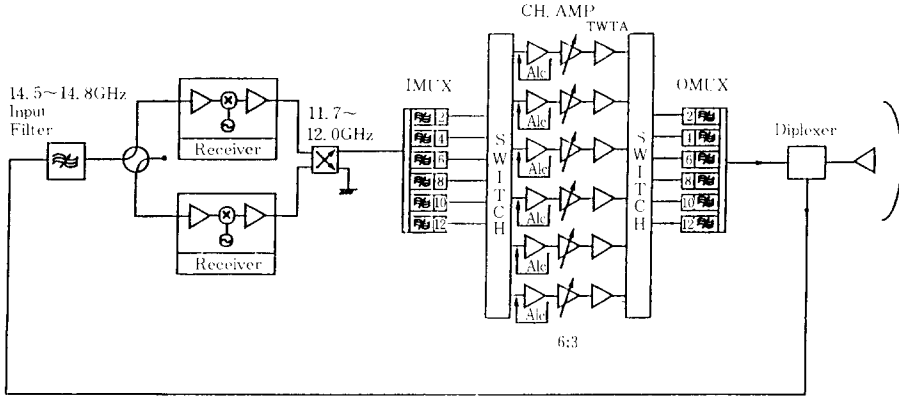 CH. AMP
TWTA
14.5~14.8GHz
Input
Filter
11.7~
12.0GHz
IMUX
OMUX
Diplexer
Receiver
Receiver
2
4
6
8
10
12
SWITCH
Alc
Alc
Alc
Alc
Alc
Alc
SWITCH
2
4
6
8
10
12
6:3